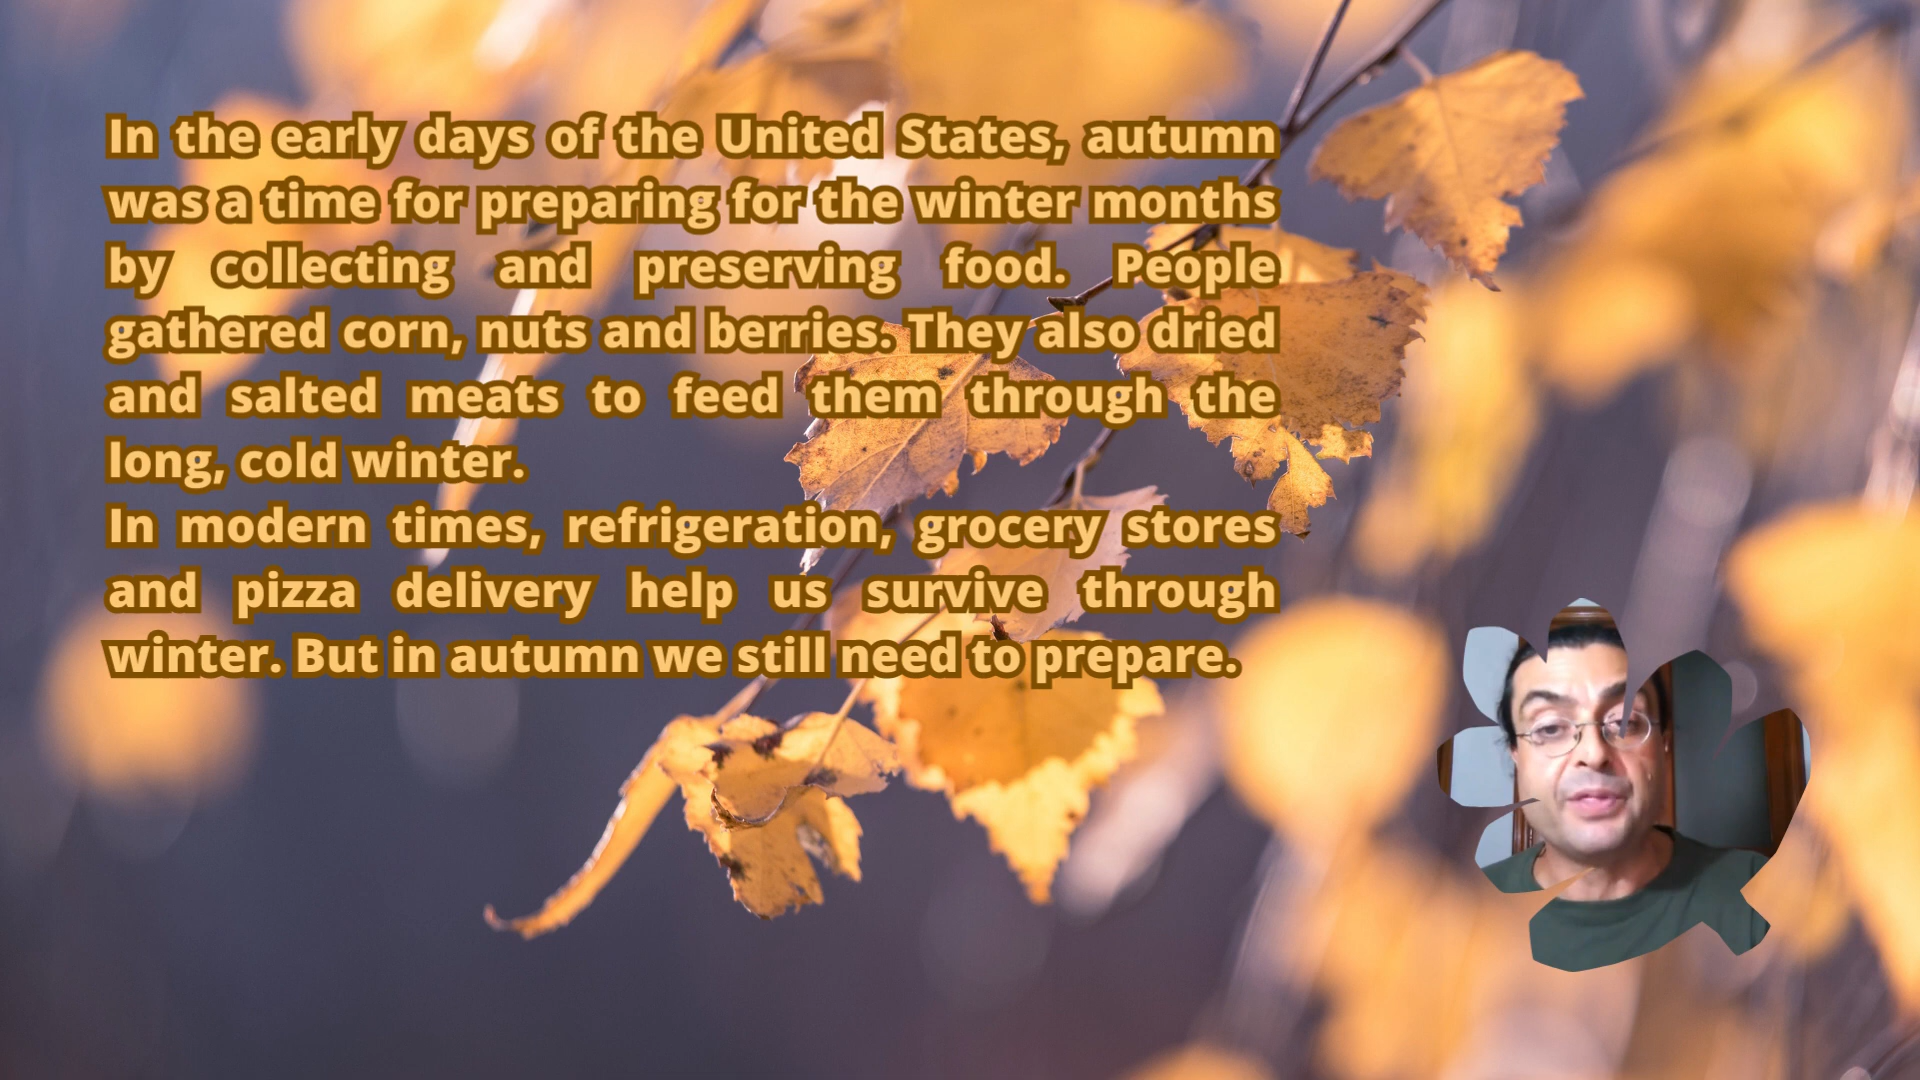 In the early days of the United States, autumn
was a time for preparing for the winter months
by collecting and preserving food. People
gathered corn, nuts and berries. They also dried
and salted meats to feed them through the
long, cold winter.
In modern times, refrigeration, grocery stores
and pizza delivery help us survive through
winter. But in autumn we still need to prepare.